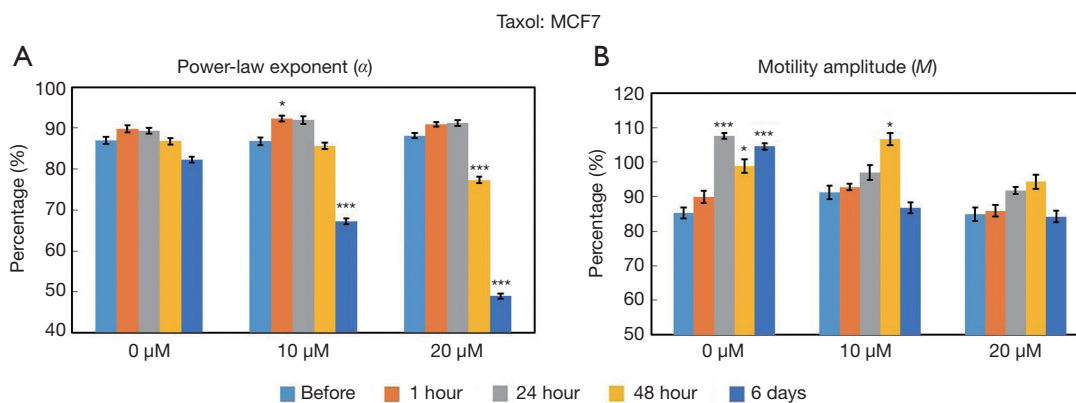 Taxol: MCF7
A
Power-law exponent (α)
Percentage (%)
100
90
80
70
60
50
40
*
***
***
***
0 µM
10 µM
20 µM
B
Motility amplitude (M)
Percentage (%)
120
110
100
90
80
70
60
50
***
*
***
*
0 µM
10 µM
20 µM
Before
1 hour
24 hour
48 hour
6 days